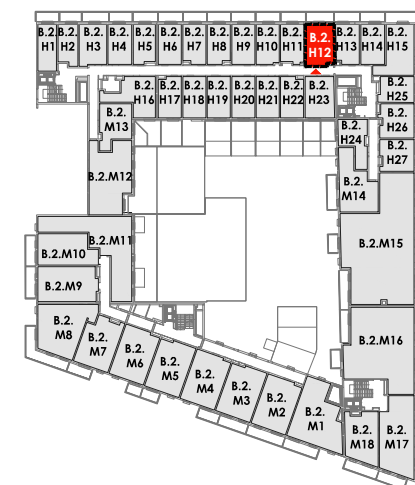 B.2.
H1
B.2.
H2
B.2.
H3
B.2.
H4
B.2.
H5
B.2.
H6
B.2.
H7
B.2.
H8
B.2.
H9
B.2.
H10
B.2.
H11
B.2.
H12
B.2.
H13
B.2.
H14
B.2.
H15
B.2.
H16
B.2.
H17
B.2.
H18
B.2.
H19
B.2.
H20
B.2.
H21
B.2.
H22
B.2.
H23
B.2.
H25
B.2.
H26
B.2.
M13
B.2.
H24
B.2.
H27
B.2.M12
B.2.
M14
B.2.M11
B.2.M10
B.2.M15
B.2.M9
B.2.
M8
B.2.
M7
B.2.
M6
B.2.
M5
B.2.
M4
B.2.
M3
B.2.
M2
B.2.
M1
B.2.M16
B.2.
M18
B.2.
M17